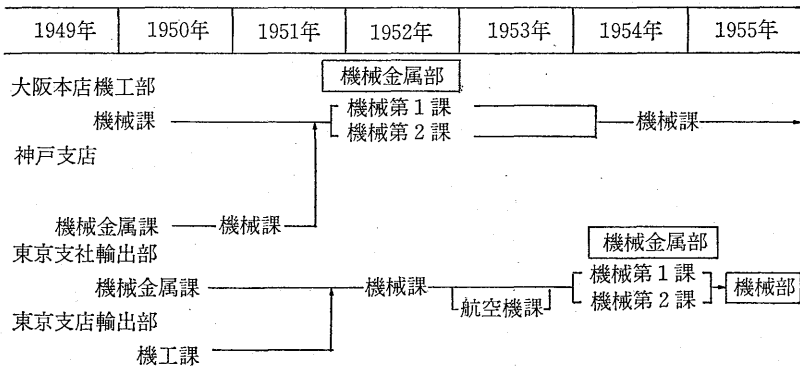 1949年 1950年 1951年 1952年 1953年 1954年 1955年
機械金属部
大阪本店機工部
機械第1課
機械課
機械課
機械第2課
神戸支店
機械金属課 機械課
機械金属部
東京支社輸出部
機械第1課
機械金属課 機械課 機械部
航空機課 機械第2課
東京支店輸出部
機工課